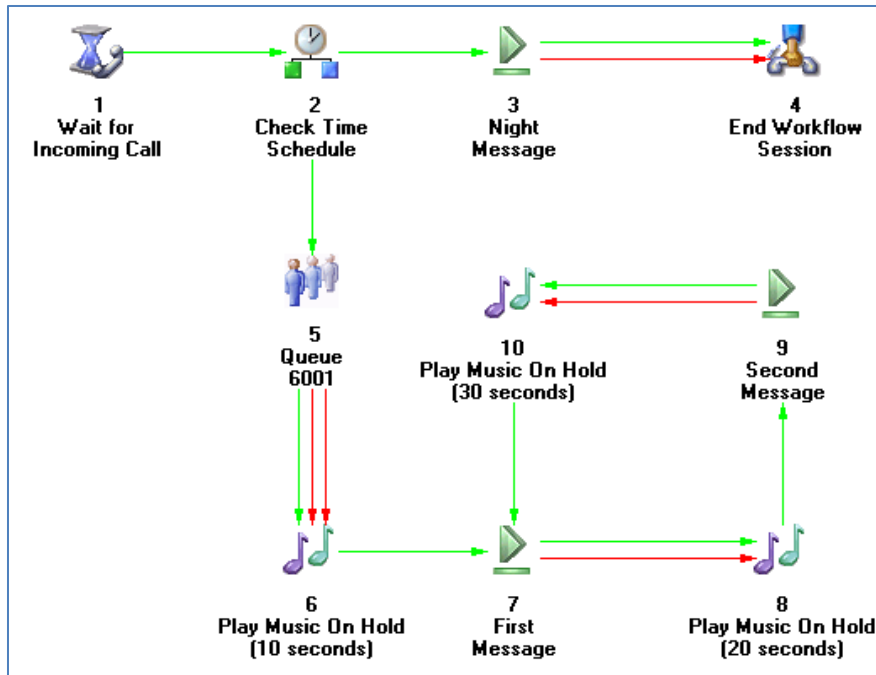 1
Wait for
Incoming Call
2
Check Time
Schedule
3
Night
Message
4
End Workflow
Session
5
Queue
6001
10
Play Music On Hold
(30 seconds)
9
Second
Message
6
Play Music On Hold
(10 seconds)
7
First
Message
8
Play Music On Hold
(20 seconds)